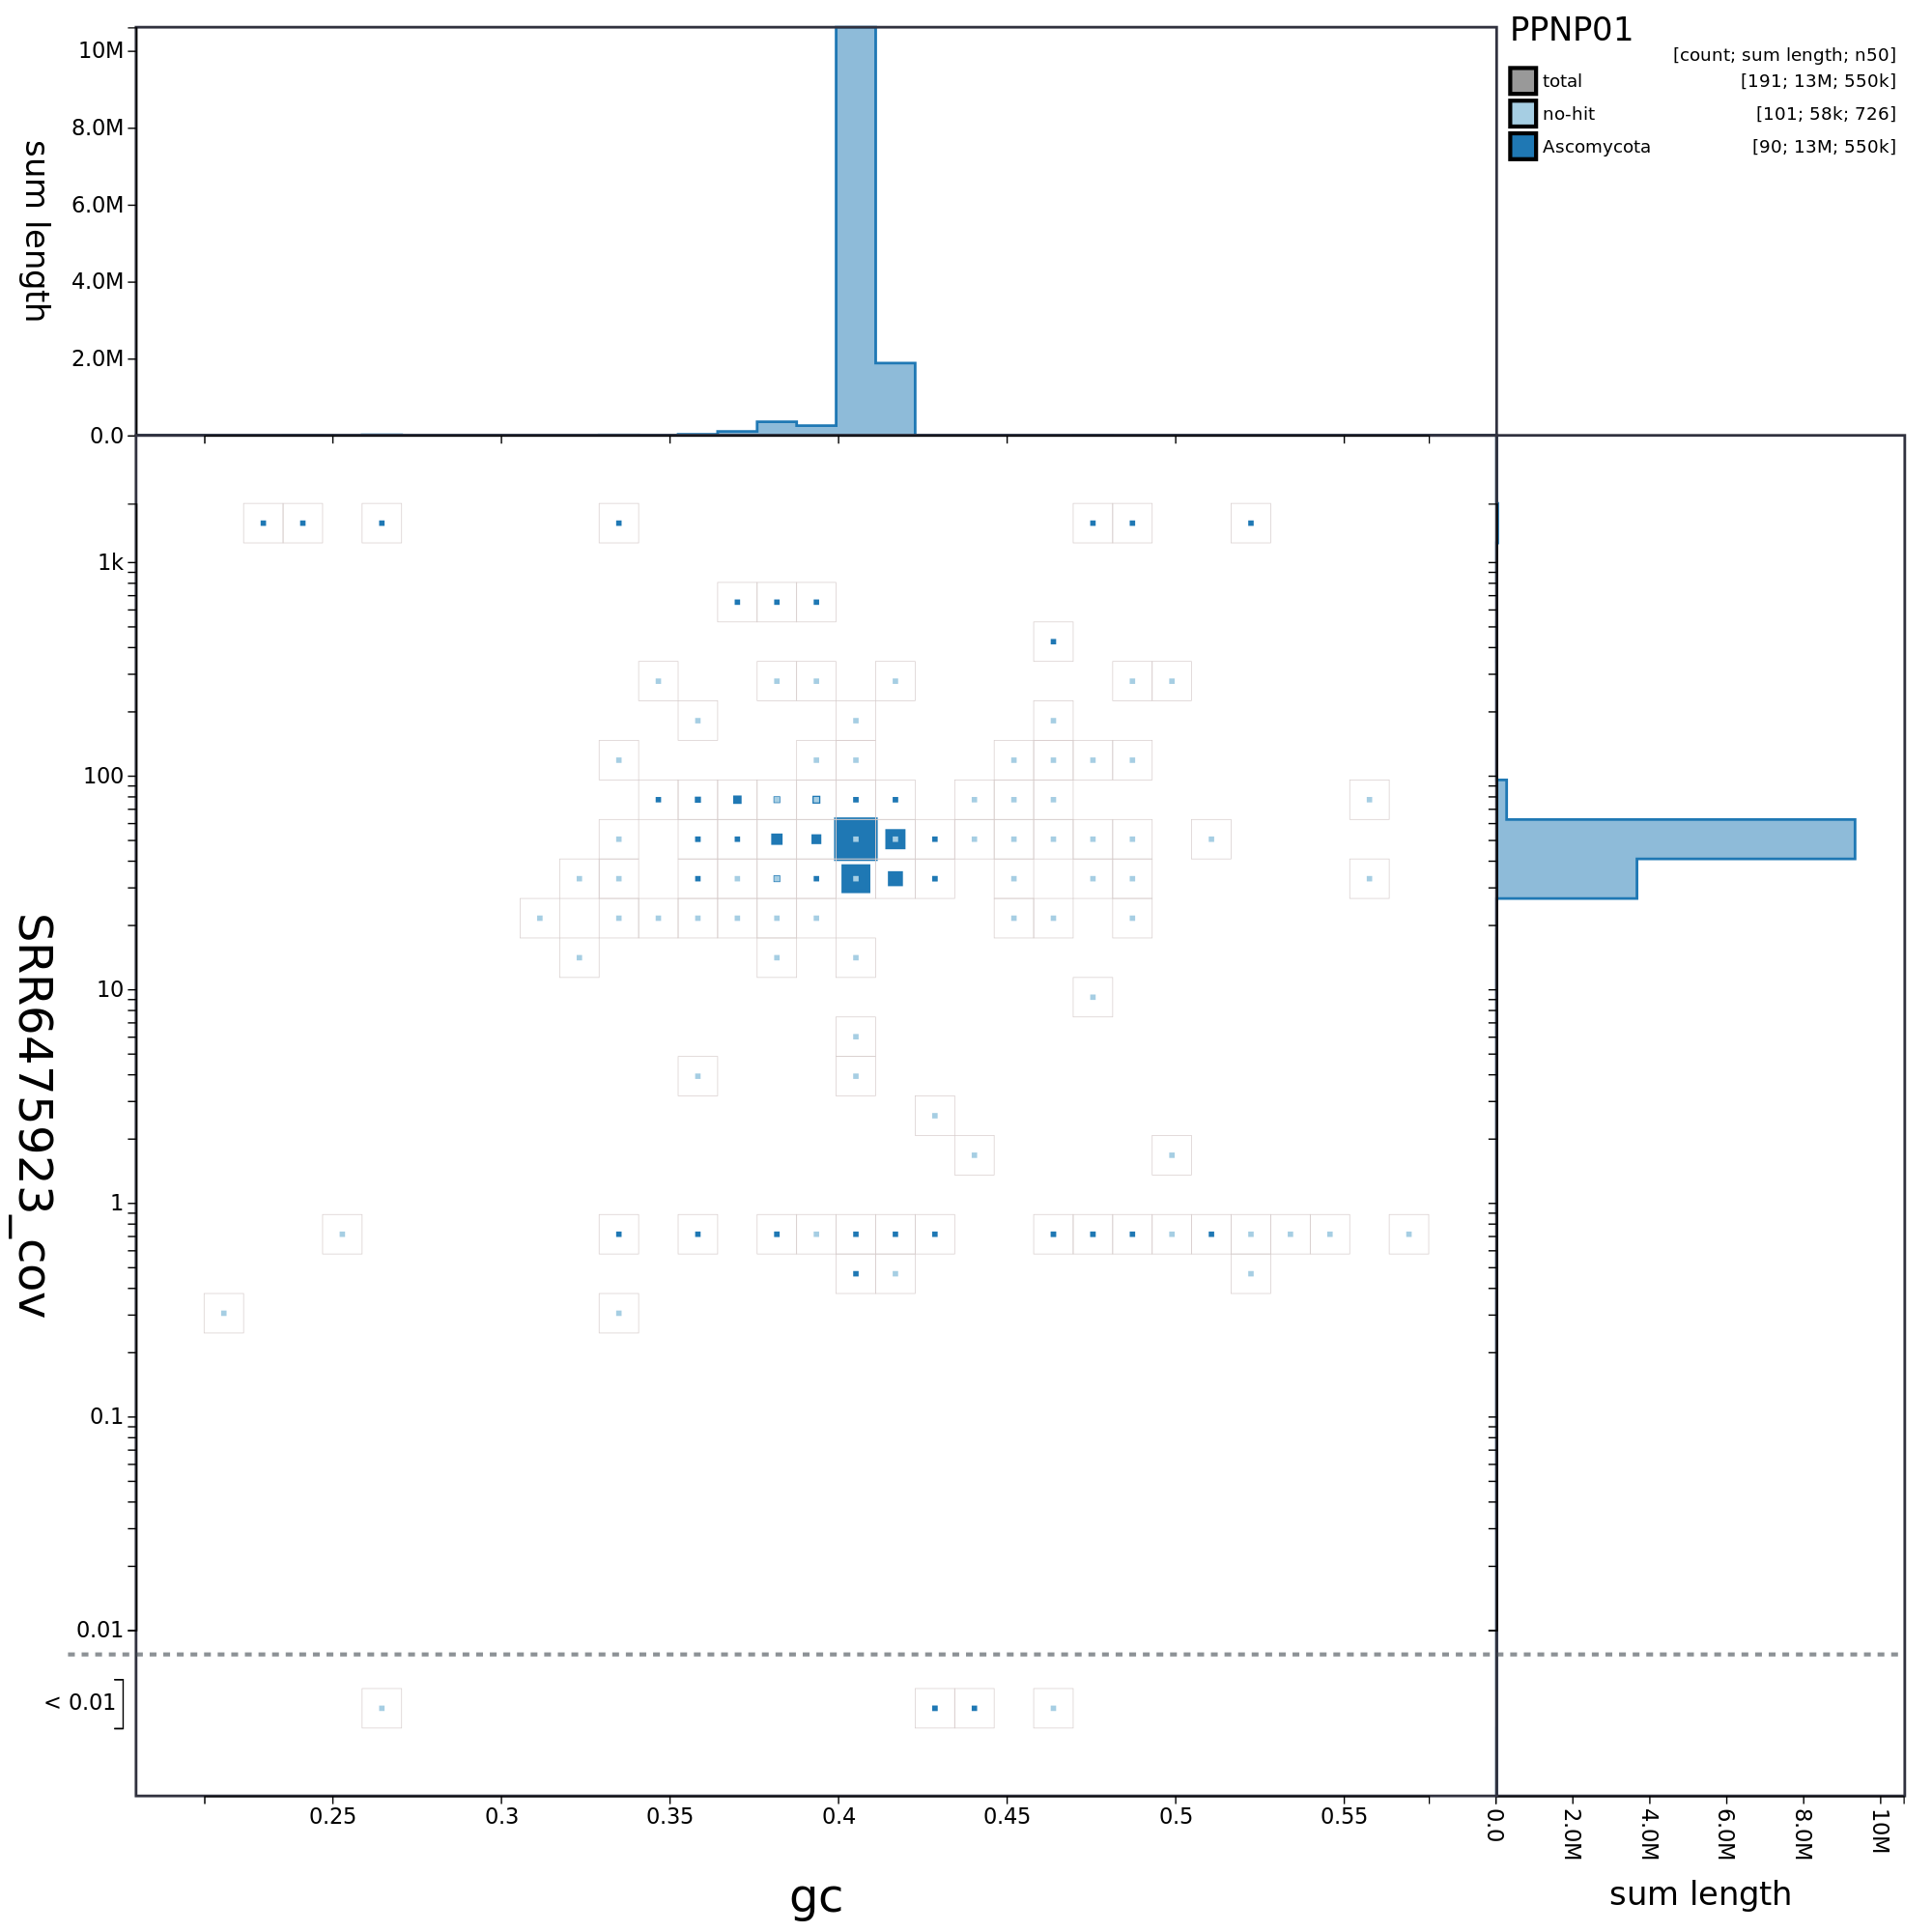 PPNP01
[count; sum length; n50]
total [191; 13M; 550k]
no-hit [101; 58k; 726]
Ascomycota [90; 13M; 550k]
sum length
10M
8.0M
6.0M
4.0M
2.0M
0.0
SRR6475923_cov
1k
100
10
1
0.1
0.01
< 0.01
0.25 0.3 0.35 0.4 0.45 0.5 0.55
gc
0.0 2.0M 4.0M 6.0M 8.0M 10M
sum length